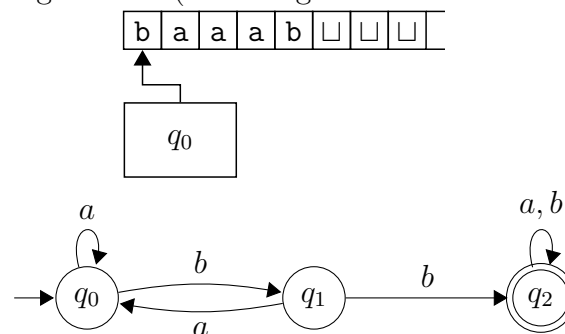 b a a a b ⊔ ⊔ ⊔
q₀
a
a, b
b
b
q₀ q₁ q₂
a